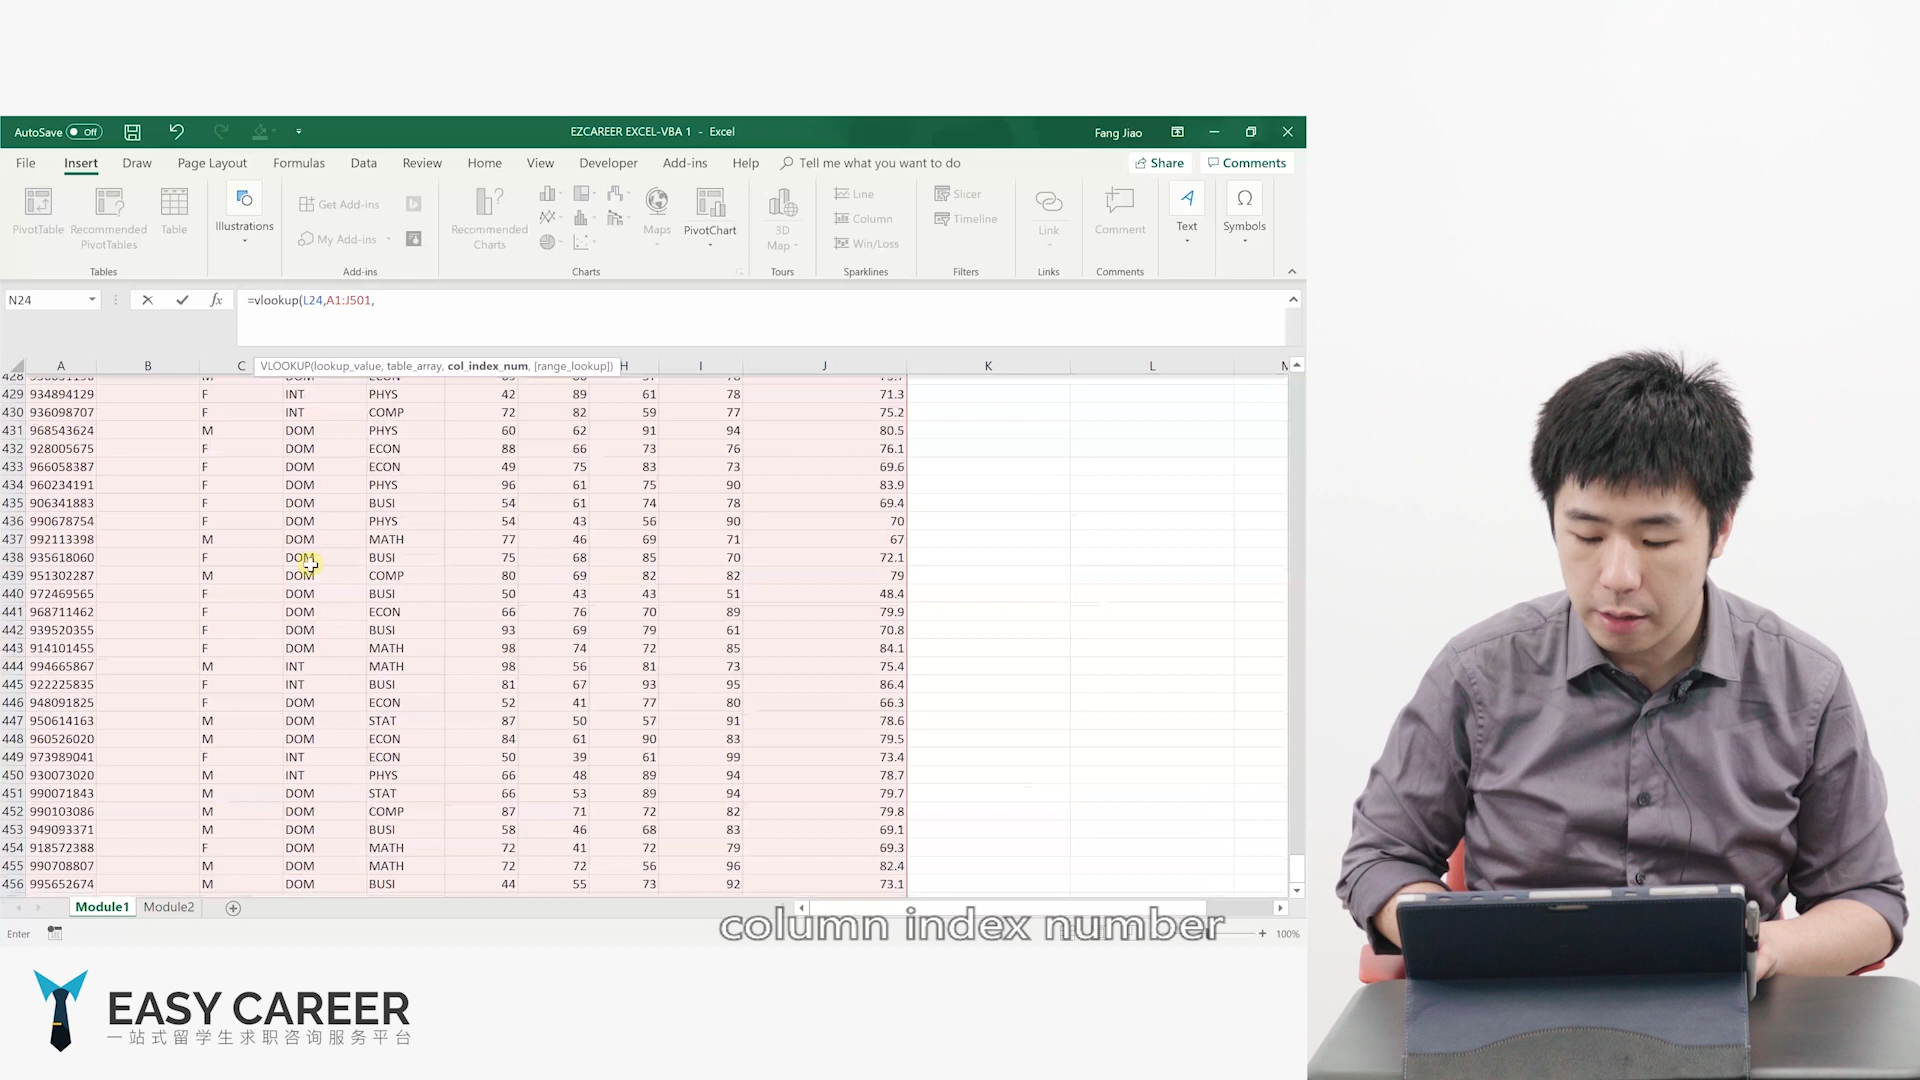 AutoSave Off
EZCAREER EXCEL-VBA 1 - Excel
Fang Jiao
File Insert Draw Page Layout Formulas Data Review Home View Developer Add-ins Help Tell me what you want to do Share Comments
PivotTable Recommended PivotTables Table
Tables
Illustrations
Get Add-ins
My Add-ins
Add-ins
Recommended Charts
Maps PivotChart
Charts
3D Map
Tours
Line
Column
Win/Loss
Sparklines
Slicer
Timeline
Filters
Link
Links
Comment
Comments
Text
Symbols
N24 fx =vlookup(L24,A1:J501,
VLOOKUP(lookup_value, table_array, col_index_num, [range_lookup])
A B C H I J K L
429 934894129 F INT PHYS 42 89 61 78 71.3
430 936098707 F INT COMP 72 82 59 77 75.2
431 968543624 M DOM PHYS 60 62 91 94 80.5
432 928005675 F DOM ECON 88 66 73 76 76.1
433 966058387 F DOM ECON 49 75 83 73 69.6
434 960234191 F DOM PHYS 96 61 75 90 83.9
435 906341883 F DOM BUSI 54 61 74 78 69.4
436 990678754 F DOM PHYS 54 43 56 90 70
437 992113398 M DOM MATH 77 46 69 71 67
438 935618060 F DOM BUSI 75 68 85 70 72.1
439 951302287 M DOM COMP 80 69 82 82 79
440 972469565 F DOM BUSI 50 43 43 51 48.4
441 968711462 F DOM ECON 66 76 70 89 79.9
442 939520355 F DOM BUSI 93 69 79 61 70.8
443 914101455 F DOM MATH 98 74 72 85 84.1
444 994665867 M INT MATH 98 56 81 73 75.4
445 922225835 F INT BUSI 81 67 93 95 86.4
446 948091825 F DOM ECON 52 41 77 80 66.3
447 950614163 M DOM STAT 87 50 57 91 78.6
448 960526020 M DOM ECON 84 61 90 83 79.5
449 973989041 F INT ECON 50 39 61 99 73.4
450 930073020 M INT PHYS 66 48 89 94 78.7
451 990071843 M DOM STAT 66 53 89 94 79.7
452 990103086 M DOM COMP 87 71 72 82 79.8
453 949093371 M DOM BUSI 58 46 68 83 69.1
454 918572388 F DOM MATH 72 41 72 79 69.3
455 990708807 M DOM MATH 72 72 56 96 82.4
456 995652674 M DOM BUSI 44 55 73 92 73.1
Module1 Module2
column index number
Enter 100%
EASY CAREER
一站式留学生求职咨询服务平台